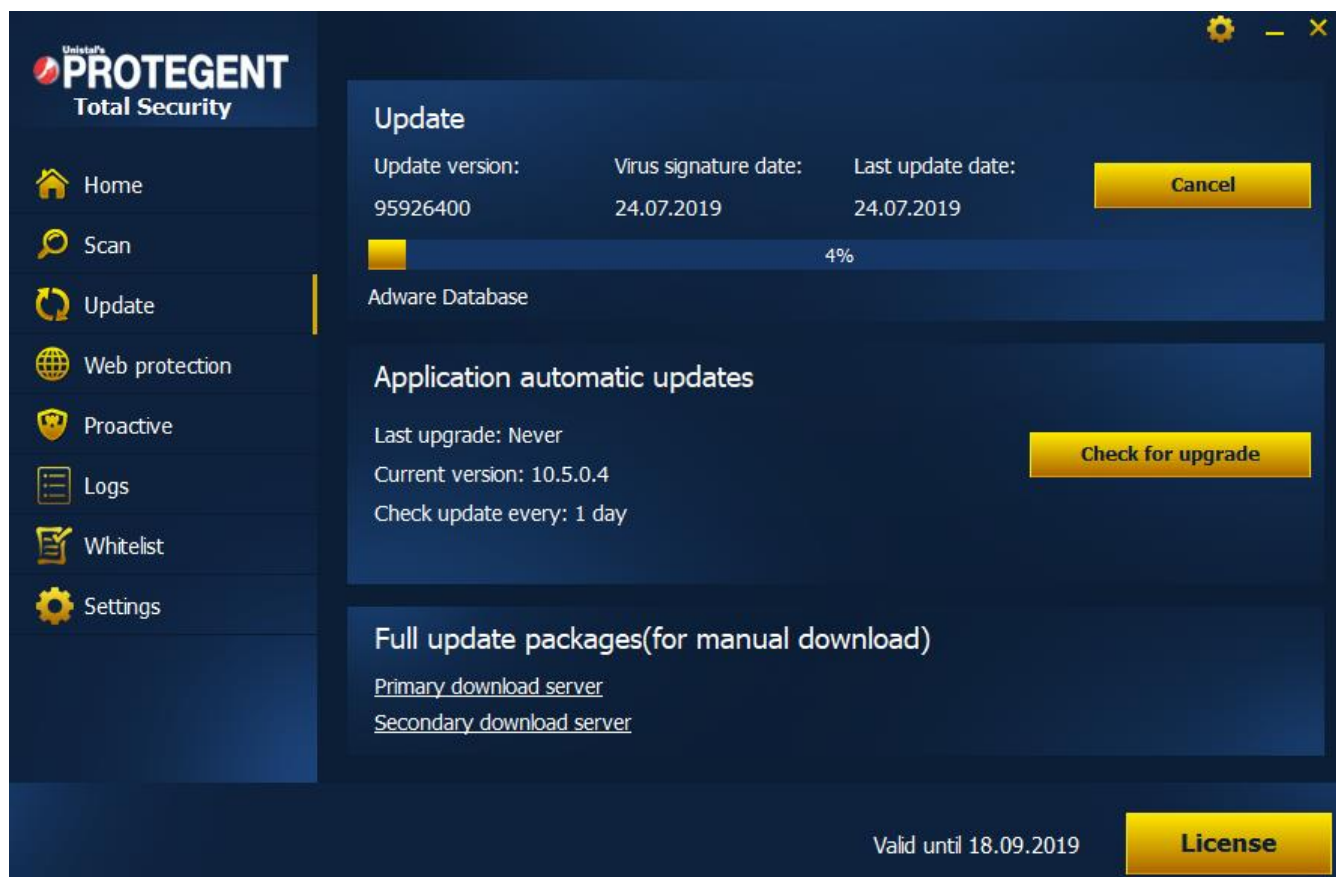 Unistal's
PROTEGENT
Total Security
Home
Scan
Update
Web protection
Proactive
Logs
Whitelist
Settings
Update
Update version: Virus signature date: Last update date:
95926400 24.07.2019 24.07.2019
Cancel
4%
Adware Database
Application automatic updates
Last upgrade: Never
Current version: 10.5.0.4
Check update every: 1 day
Check for upgrade
Full update packages(for manual download)
Primary download server
Secondary download server
Valid until 18.09.2019
License